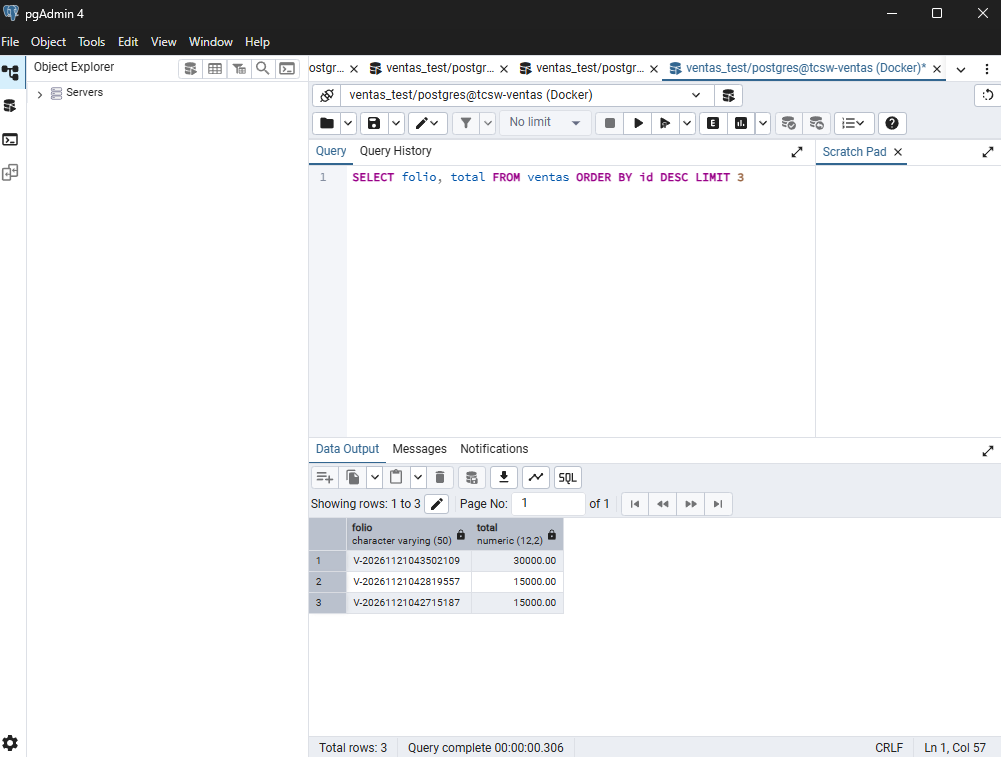 pgAdmin 4
File Object Tools Edit View Window Help
Object Explorer
Servers
ostgr... ventas_test/postgr... ventas_test/postgr... ventas_test/postgres@tcsw-ventas (Docker)*
ventas_test/postgres@tcsw-ventas (Docker)
No limit
E
Query Query History
Scratch Pad
1 SELECT folio, total FROM ventas ORDER BY id DESC LIMIT 3
Data Output Messages Notifications
SQL
Showing rows: 1 to 3 Page No: 1 of 1
folio total
character varying (50) numeric (12,2)
1 V-20261121043502109 30000.00
2 V-20261121042819557 15000.00
3 V-20261121042715187 15000.00
Total rows: 3 Query complete 00:00:00.306 CRLF Ln 1, Col 57